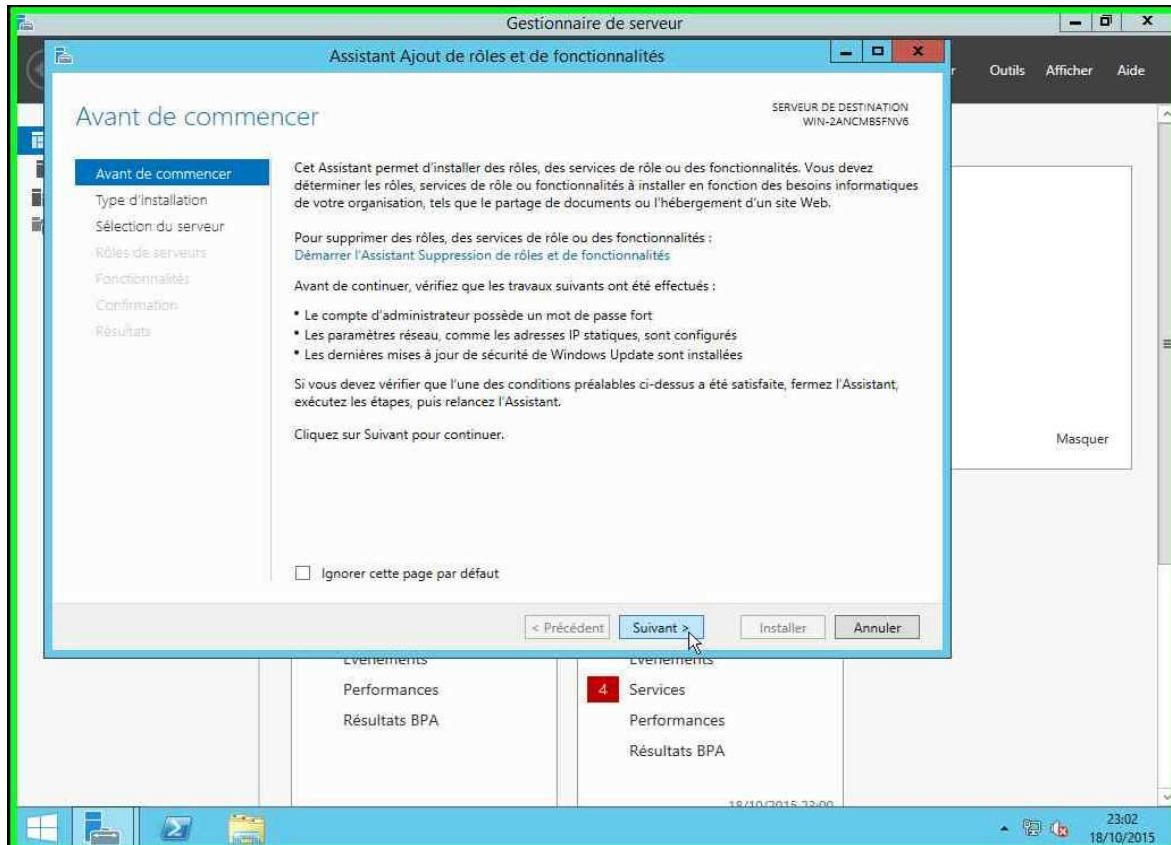 Gestionnaire de serveur
Assistant Ajout de rôles et de fonctionnalités
Outils Afficher Aide
Avant de commencer
SERVEUR DE DESTINATION
WIN-2ANCMB5FNV6
Avant de commencer
Type d'installation
Sélection du serveur
Rôles de serveurs
Fonctionnalités
Confirmation
Résultats
Cet Assistant permet d'installer des rôles, des services de rôle ou des fonctionnalités. Vous devez
déterminer les rôles, services de rôle ou fonctionnalités à installer en fonction des besoins informatiques
de votre organisation, tels que le partage de documents ou l'hébergement d'un site Web.
Pour supprimer des rôles, des services de rôle ou des fonctionnalités :
Démarrer l'Assistant Suppression de rôles et de fonctionnalités
Avant de continuer, vérifiez que les travaux suivants ont été effectués :
• Le compte d'administrateur possède un mot de passe fort
• Les paramètres réseau, comme les adresses IP statiques, sont configurés
• Les dernières mises à jour de sécurité de Windows Update sont installées
Si vous devez vérifier que l'une des conditions préalables ci-dessus a été satisfaite, fermez l'Assistant,
exécutez les étapes, puis relancez l'Assistant.
Cliquez sur Suivant pour continuer.
Masquer
Ignorer cette page par défaut
< Précédent Suivant > Installer Annuler
Événements Événements
Performances 4 Services
Résultats BPA Performances
Résultats BPA
18/10/2015 23:00
23:02
18/10/2015